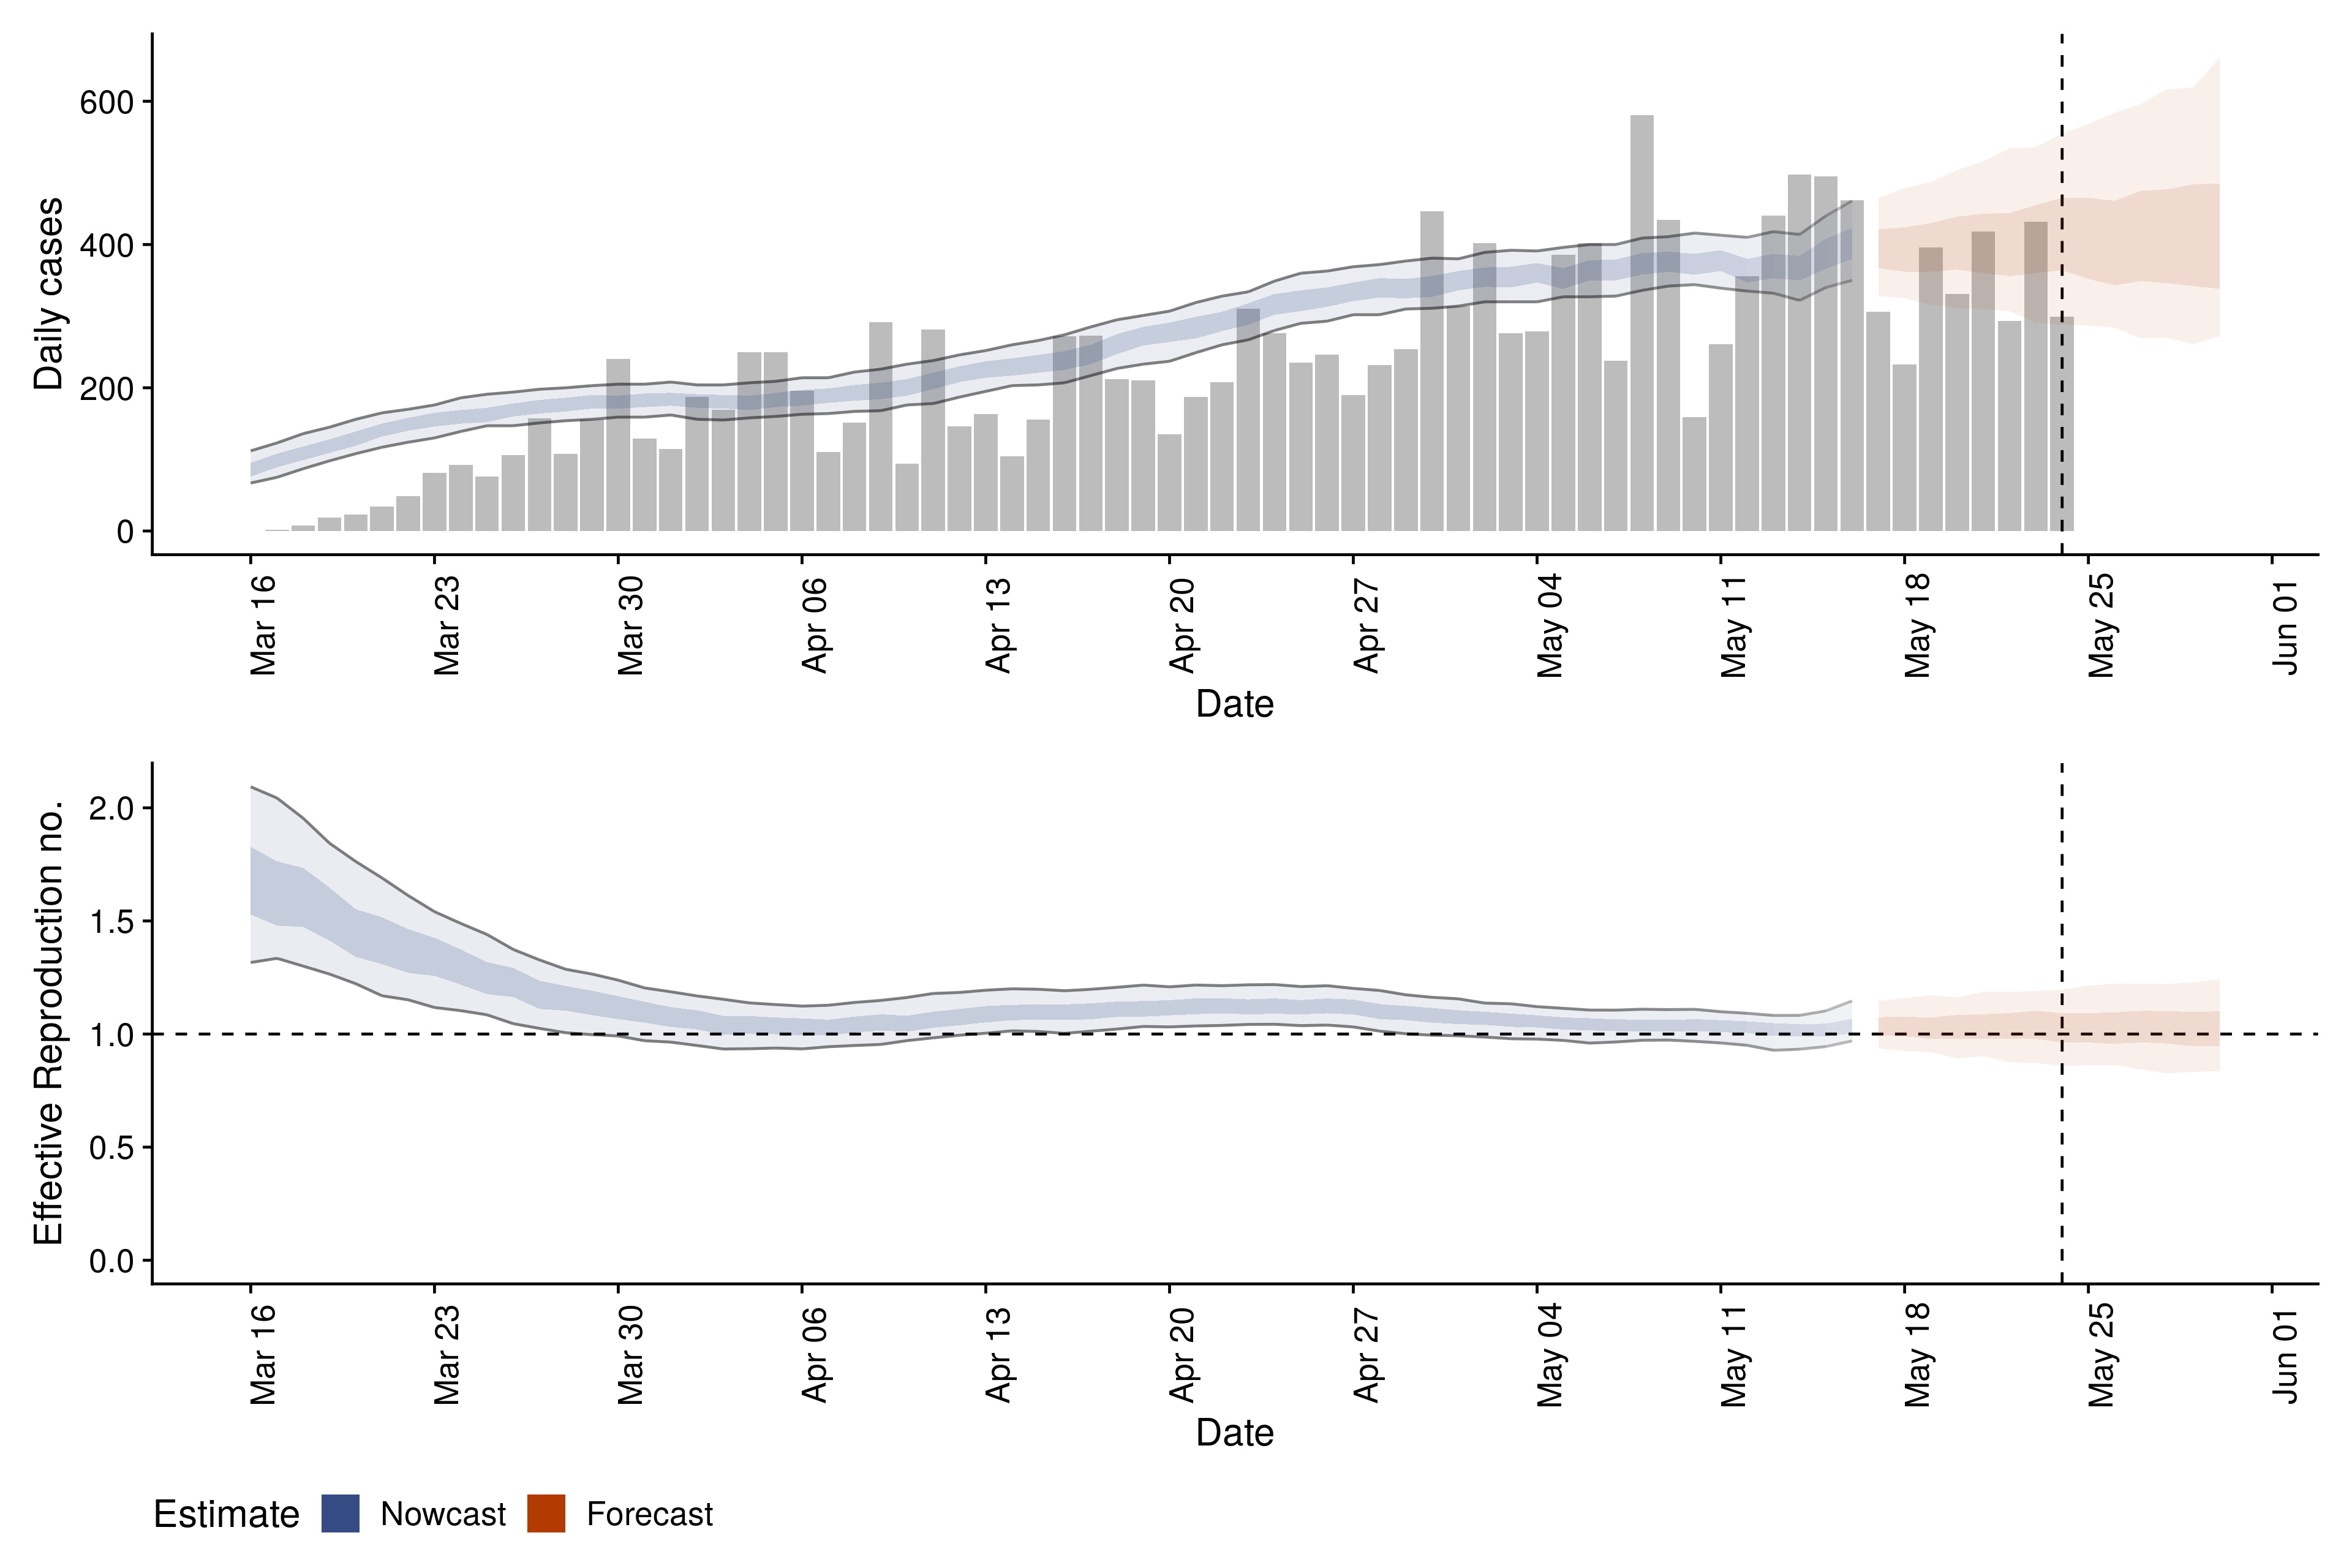 Daily cases
600
400
200
0
Mar 16
Mar 23
Mar 30
Apr 06
Apr 13
Apr 20
Apr 27
May 04
May 11
May 18
May 25
Jun 01
Date
Effective Reproduction no.
2.0
1.5
1.0
0.5
0.0
Mar 16
Mar 23
Mar 30
Apr 06
Apr 13
Apr 20
Apr 27
May 04
May 11
May 18
May 25
Jun 01
Date
Estimate Nowcast Forecast